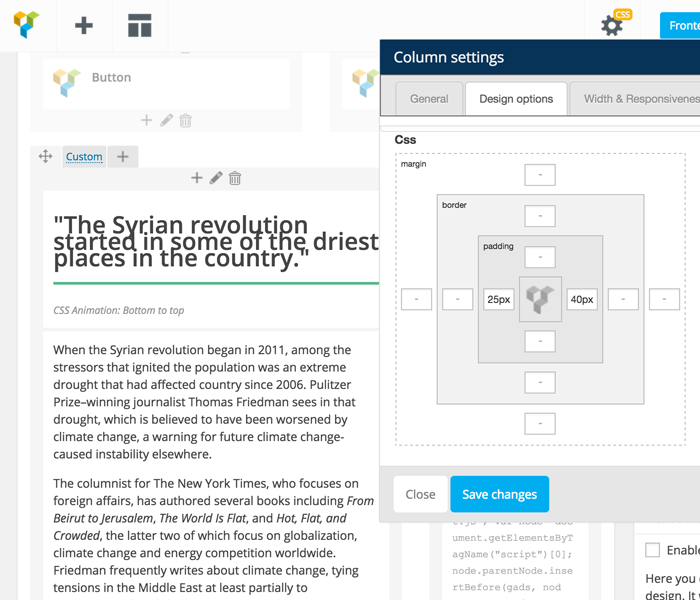 CSS
Fronte
Column settings
General
Design options
Width & Responsivenes
Button
Custom
Css
margin
-
border
-
padding
-
- - 25px 40px - -
-
-
-
"The Syrian revolution
started in some of the driest
places in the country."
CSS Animation: Bottom to top
When the Syrian revolution began in 2011, among the
stressors that ignited the population was an extreme
drought that had affected country since 2006. Pulitzer
Prize–winning journalist Thomas Friedman sees in that
drought, which is believed to have been worsened by
climate change, a warning for future climate change-
caused instability elsewhere.
The columnist for The New York Times, who focuses on
foreign affairs, has authored several books including From
Beirut to Jerusalem, The World Is Flat, and Hot, Flat, and
Crowded, the latter two of which focus on globalization,
climate change and energy competition worldwide.
Friedman frequently writes about climate change, tying
tensions in the Middle East at least partially to
Close
Save changes
ument.getElementsByT
agName("script")[0];
node.parentNode.inse
rtBefore(gads, nod
Enable
Here you
design. It w